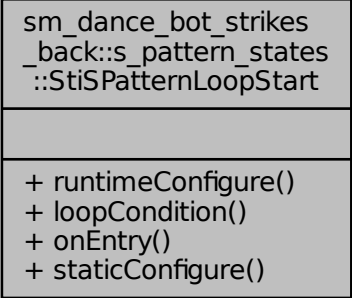 sm_dance_bot_strikes
_back::s_pattern_states
::StiSPatternLoopStart
+ runtimeConfigure()
+ loopCondition()
+ onEntry()
+ staticConfigure()